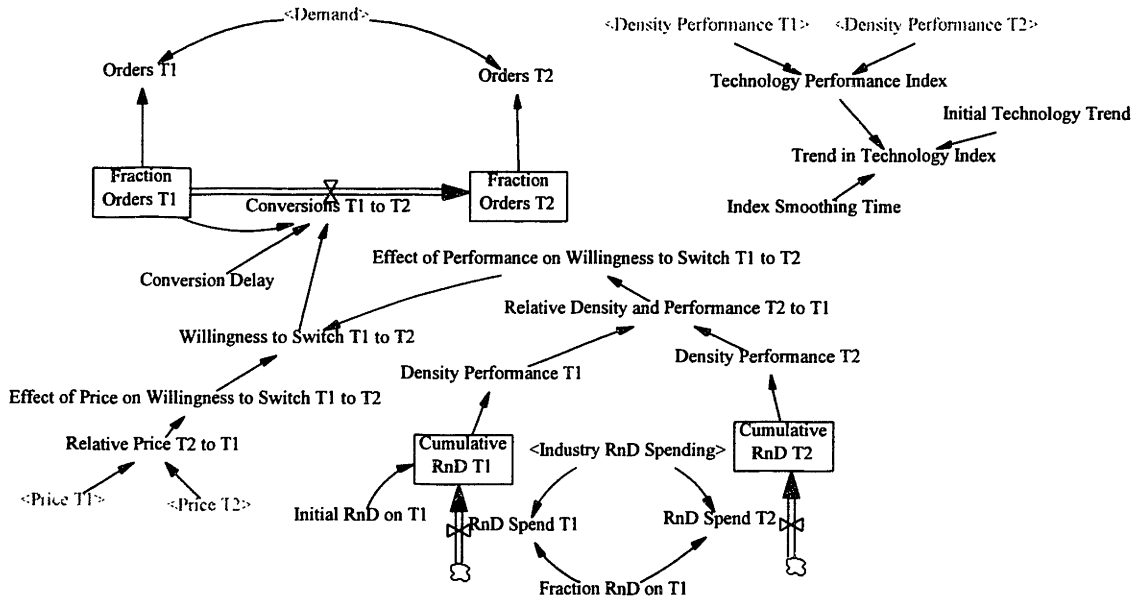 <Demand>
<Density Performance T1>
<Density Performance T2>
Orders T1
Orders T2
Technology Performance Index
Initial Technology Trend
Trend in Technology Index
Fraction
Orders T1
Fraction
Orders T2
Conversions T1 to T2
Index Smoothing Time
Effect of Performance on Willingness to Switch T1 to T2
Conversion Delay
Relative Density and Performance T2 to T1
Willingness to Switch T1 to T2
Density Performance T2
Density Performance T1
Effect of Price on Willingness to Switch T1 to T2
Relative Price T2 to T1
Cumulative
RnD T1
<Industry RnD Spending>
Cumulative
RnD T2
<Price T1>
<Price T2>
Initial RnD on T1
RnD Spend T1
RnD Spend T2
Fraction RnD on T1